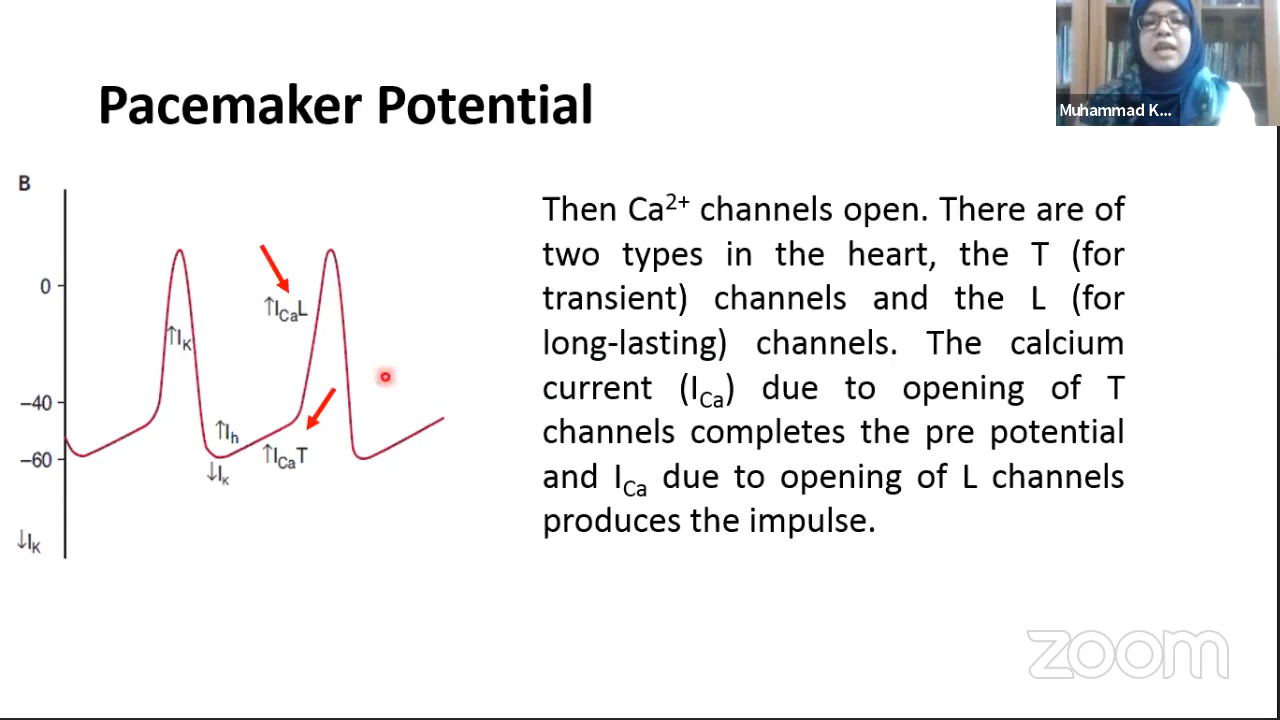 Pacemaker Potential
Muhammad K...
B
0
–40
–60
↑I_K
↑I_CaL
↑I_h
↑I_CaT
↓I_K
↓I_K
Then Ca²⁺ channels open. There are of
two types in the heart, the T (for
transient) channels and the L (for
long-lasting) channels. The calcium
current (I_Ca) due to opening of T
channels completes the pre potential
and I_Ca due to opening of L channels
produces the impulse.
zoom